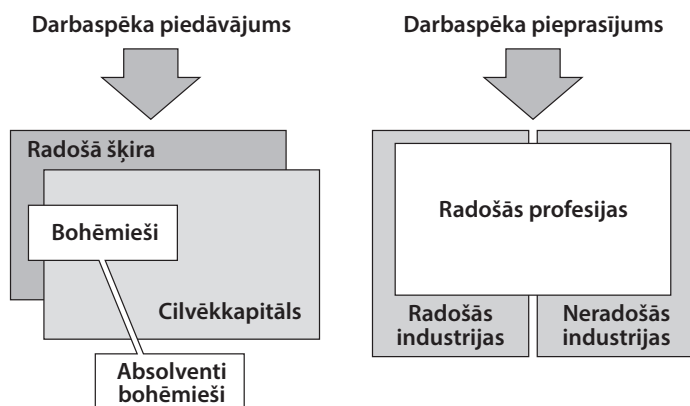 Darbaspēka piedāvājums
Radošā šķira
Bohēmieši
Cilvēkkapitāls
Absolventi
bohēmieši
Darbaspēka pieprasījums
Radošās profesijas
Radošās
industrijas
Neradošās
industrijas